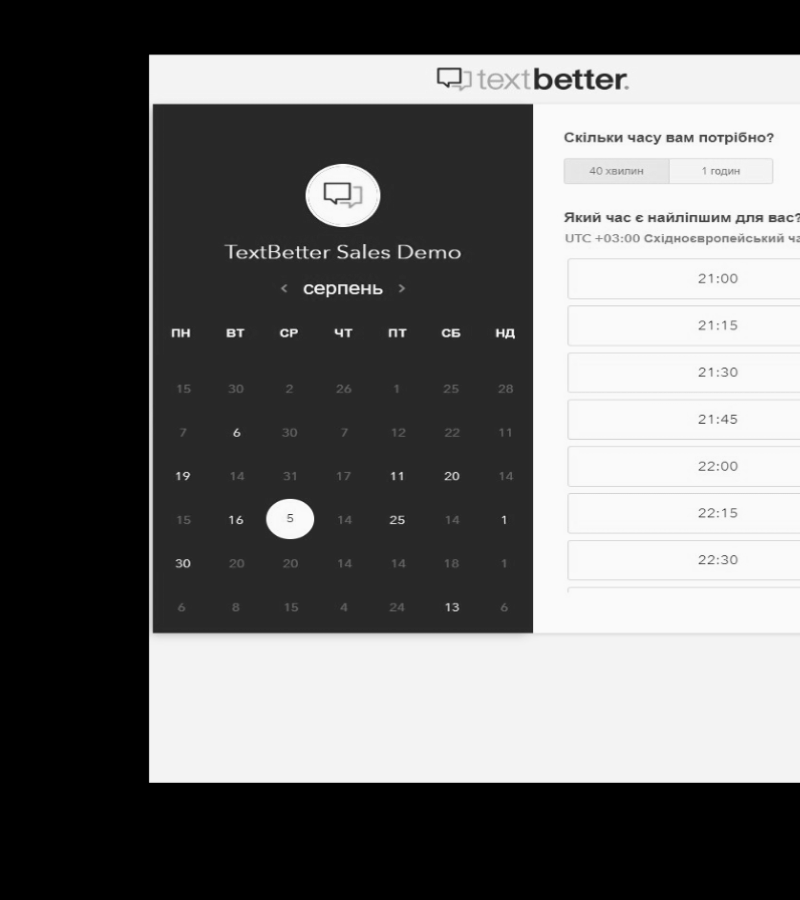 textbetter.
TextBetter Sales Demo
< серпень >
ПН ВТ СР ЧТ ПТ СБ НД
15 30 2 26 1 25 28
7 6 30 7 12 22 11
19 14 31 17 11 20 14
15 16 5 14 25 14 1
30 20 20 14 14 18 1
6 8 15 4 24 13 6
Скільки часу вам потрібно?
40 хвилин 1 годин
Який час є найліпшим для вас?
UTC +03:00 Східноєвропейський ча
21:00
21:15
21:30
21:45
22:00
22:15
22:30